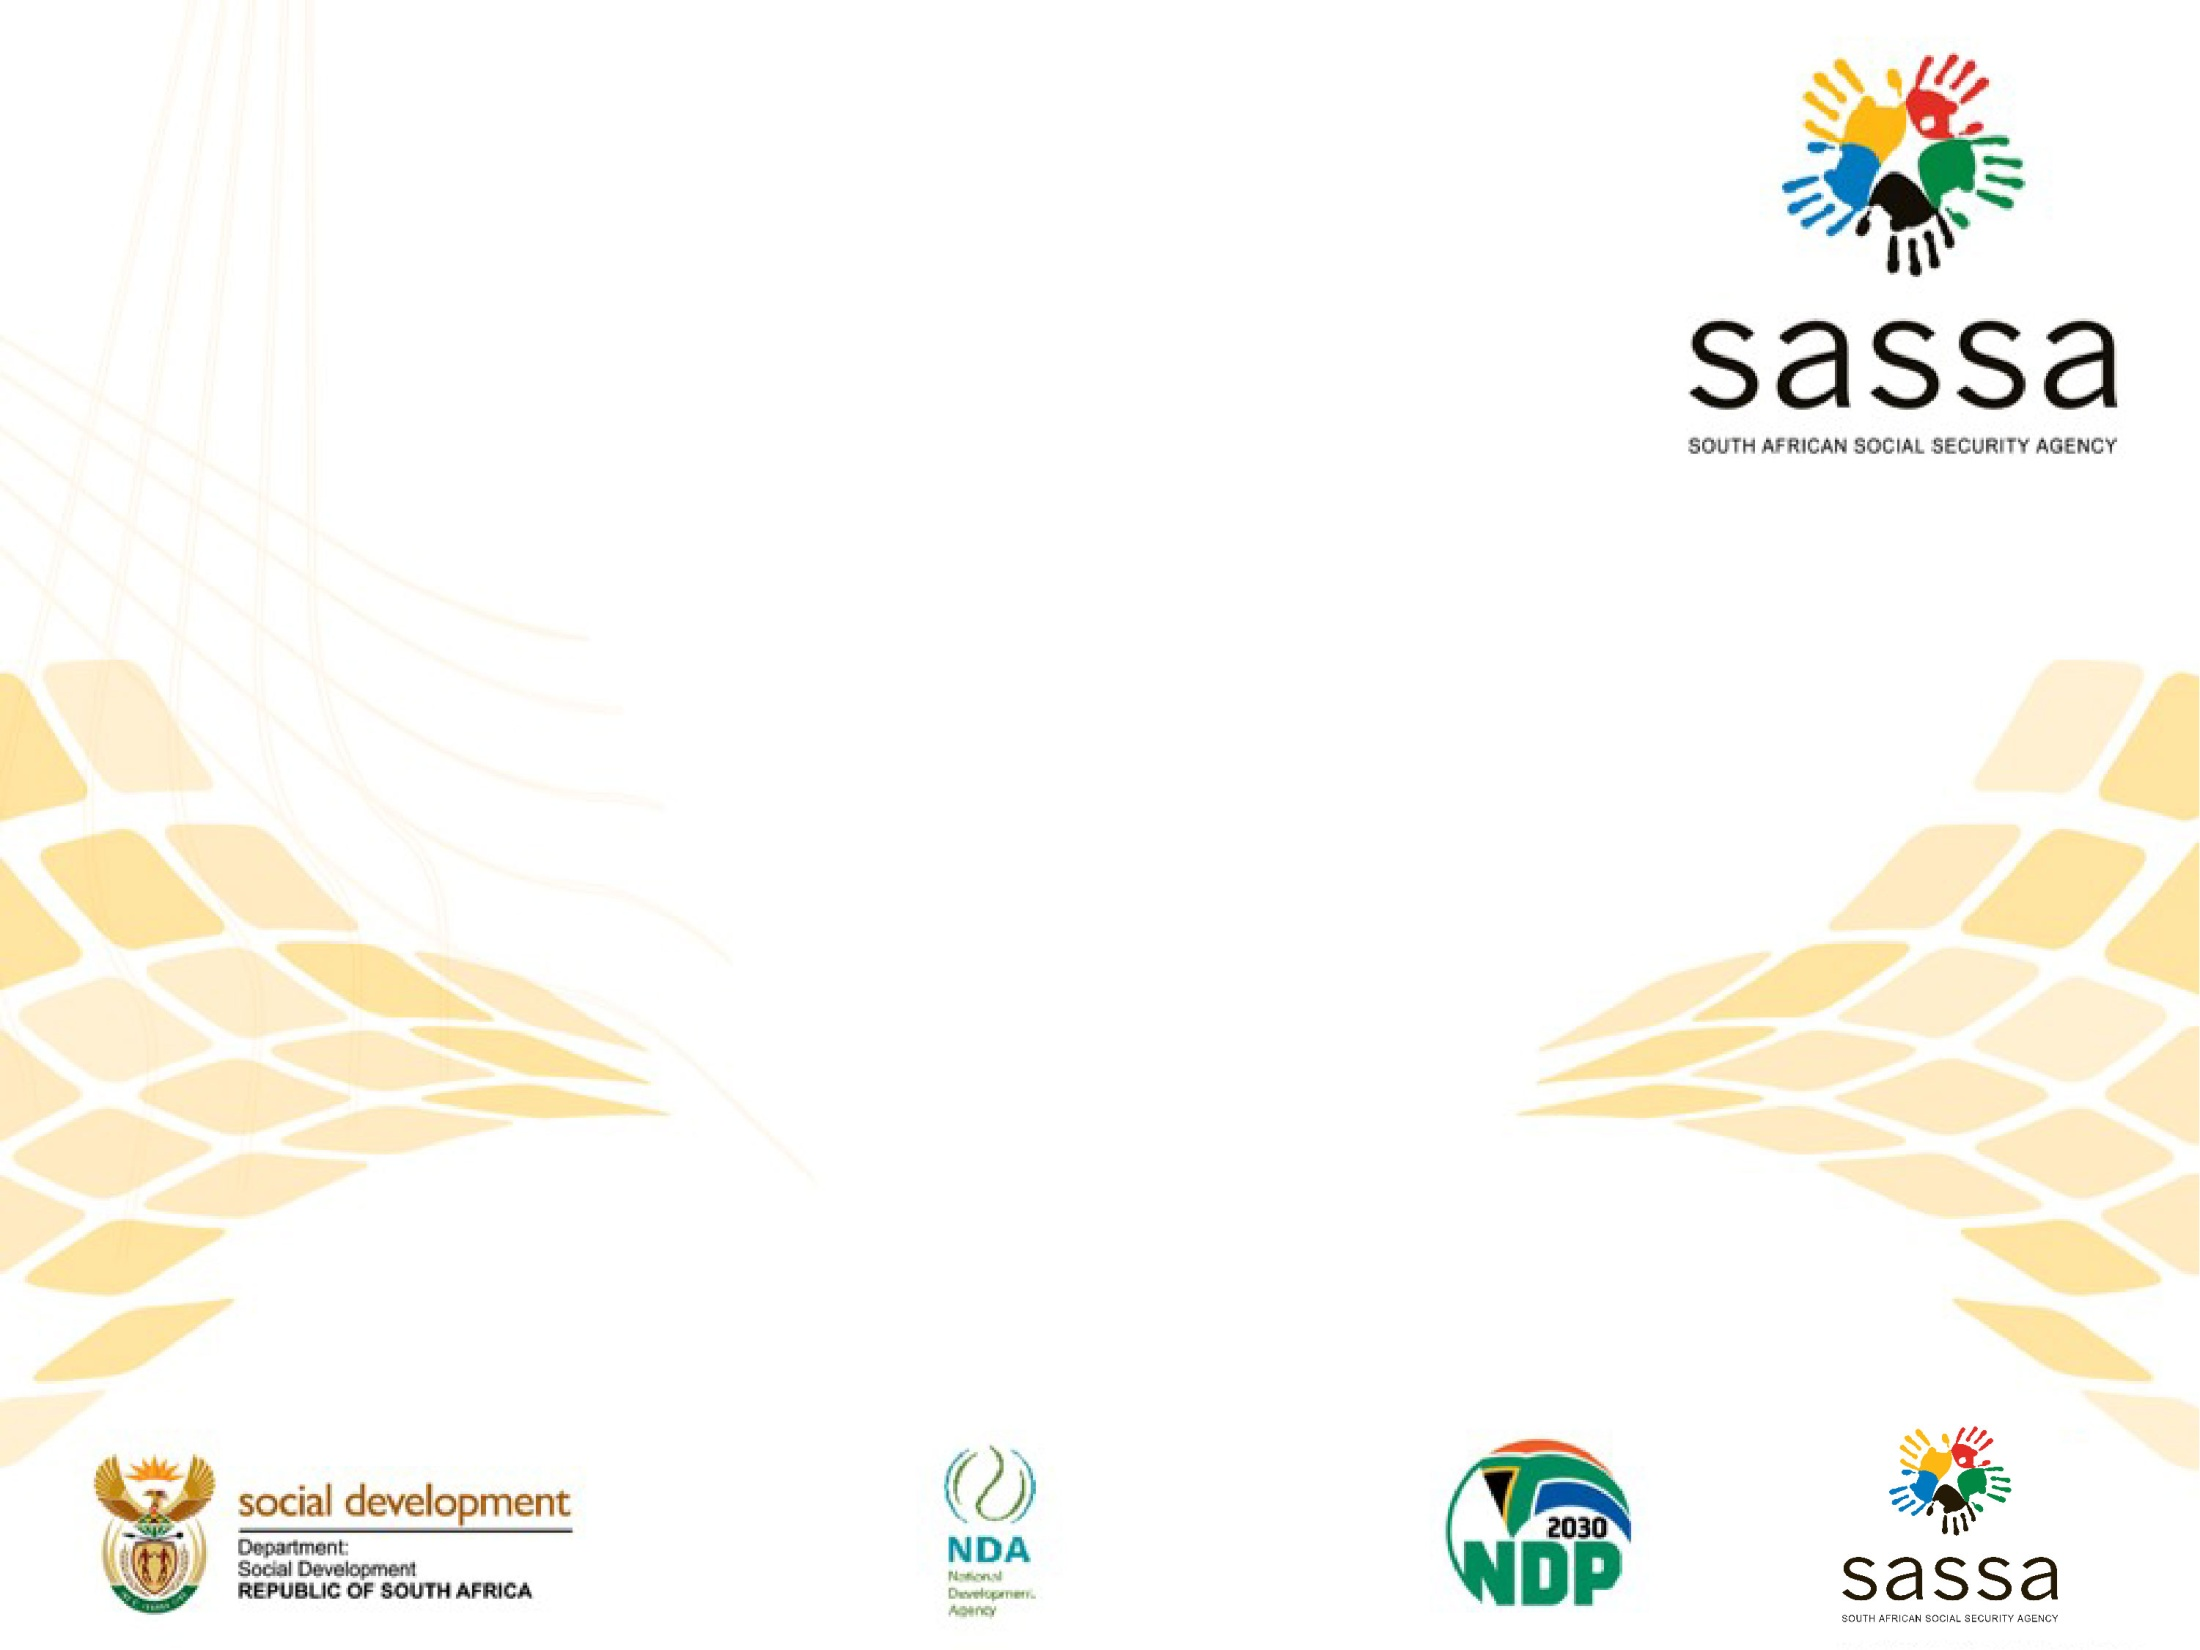 sassa
SOUTH AFRICAN SOCIAL SECURITY AGENCY
social development
Department:
Social Development
REPUBLIC OF SOUTH AFRICA
NDA
National
Development
Agency
2030
NDP
sassa
SOUTH AFRICAN SOCIAL SECURITY AGENCY